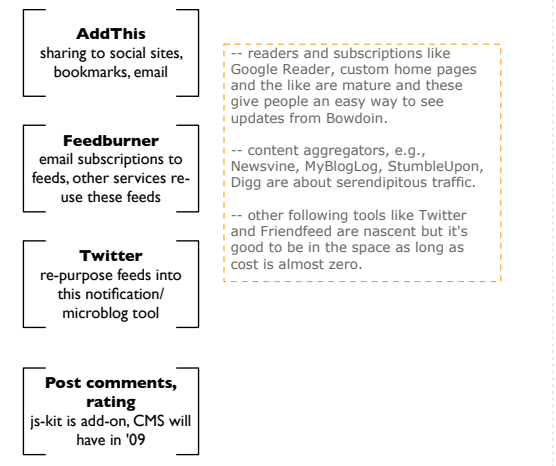 AddThis
sharing to social sites,
bookmarks, email
Feedburner
email subscriptions to
feeds, other services re-
use these feeds
Twitter
re-purpose feeds into
this notification/
microblog tool
Post comments,
rating
js-kit is add-on, CMS will
have in '09
-- readers and subscriptions like
Google Reader, custom home pages
and the like are mature and these
give people an easy way to see
updates from Bowdoin.
-- content aggregators, e.g.,
Newsvine, MyBlogLog, StumbleUpon,
Digg are about serendipitous traffic.
-- other following tools like Twitter
and Friendfeed are nascent but it's
good to be in the space as long as
cost is almost zero.